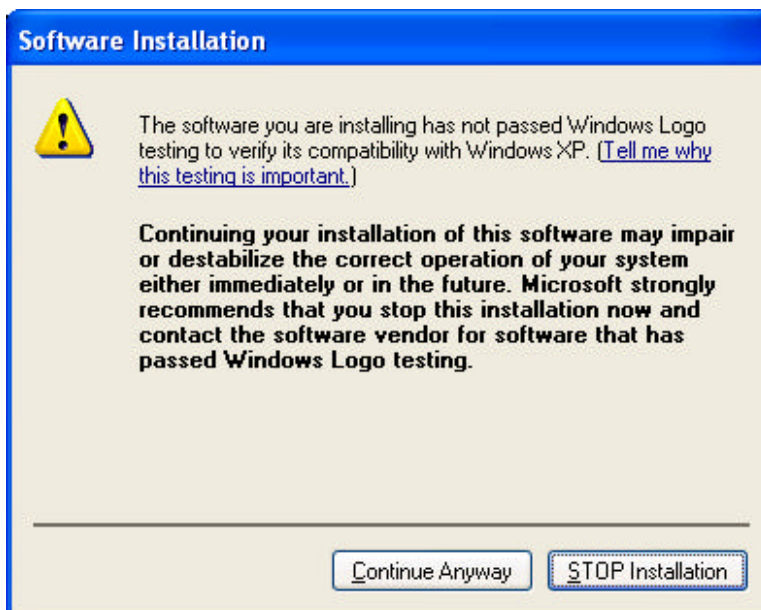 Software Installation
The software you are installing has not passed Windows Logo
testing to verify its compatibility with Windows XP. (Tell me why
this testing is important.)
Continuing your installation of this software may impair
or destabilize the correct operation of your system
either immediately or in the future. Microsoft strongly
recommends that you stop this installation now and
contact the software vendor for software that has
passed Windows Logo testing.
Continue Anyway
STOP Installation